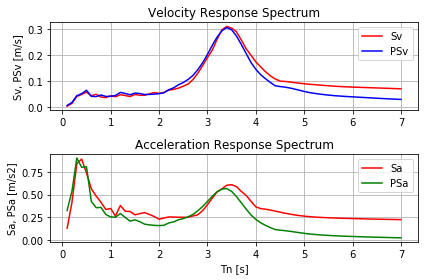 Velocity Response Spectrum
Sv, PSv [m/s]
0.3
0.2
0.1
0.0
Sv
PSv
0 1 2 3 4 5 6 7
Acceleration Response Spectrum
Sa, PSa [m/s2]
0.75
0.50
0.25
0.00
Sa
PSa
0 1 2 3 4 5 6 7
Tn [s]